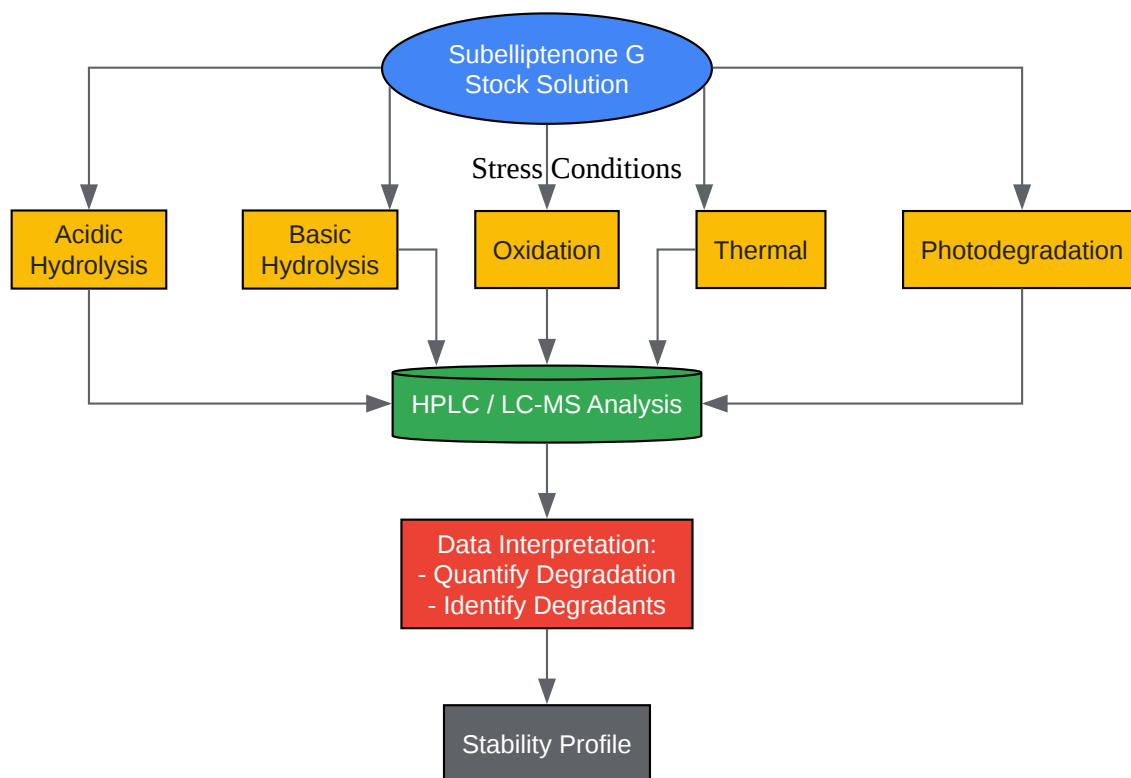 Subelliptenone G
Stock Solution
Stress Conditions
Acidic
Hydrolysis
Basic
Hydrolysis
Oxidation
Thermal
Photodegradation
HPLC / LC-MS Analysis
Data Interpretation:
- Quantify Degradation
- Identify Degradants
Stability Profile